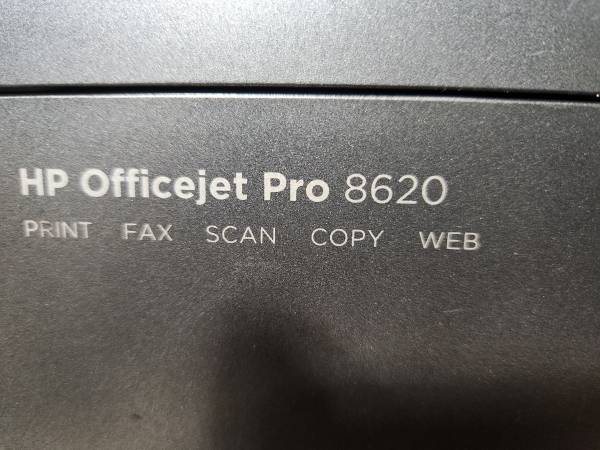 HP Officejet Pro 8620
PRINT FAX SCAN COPY WEB